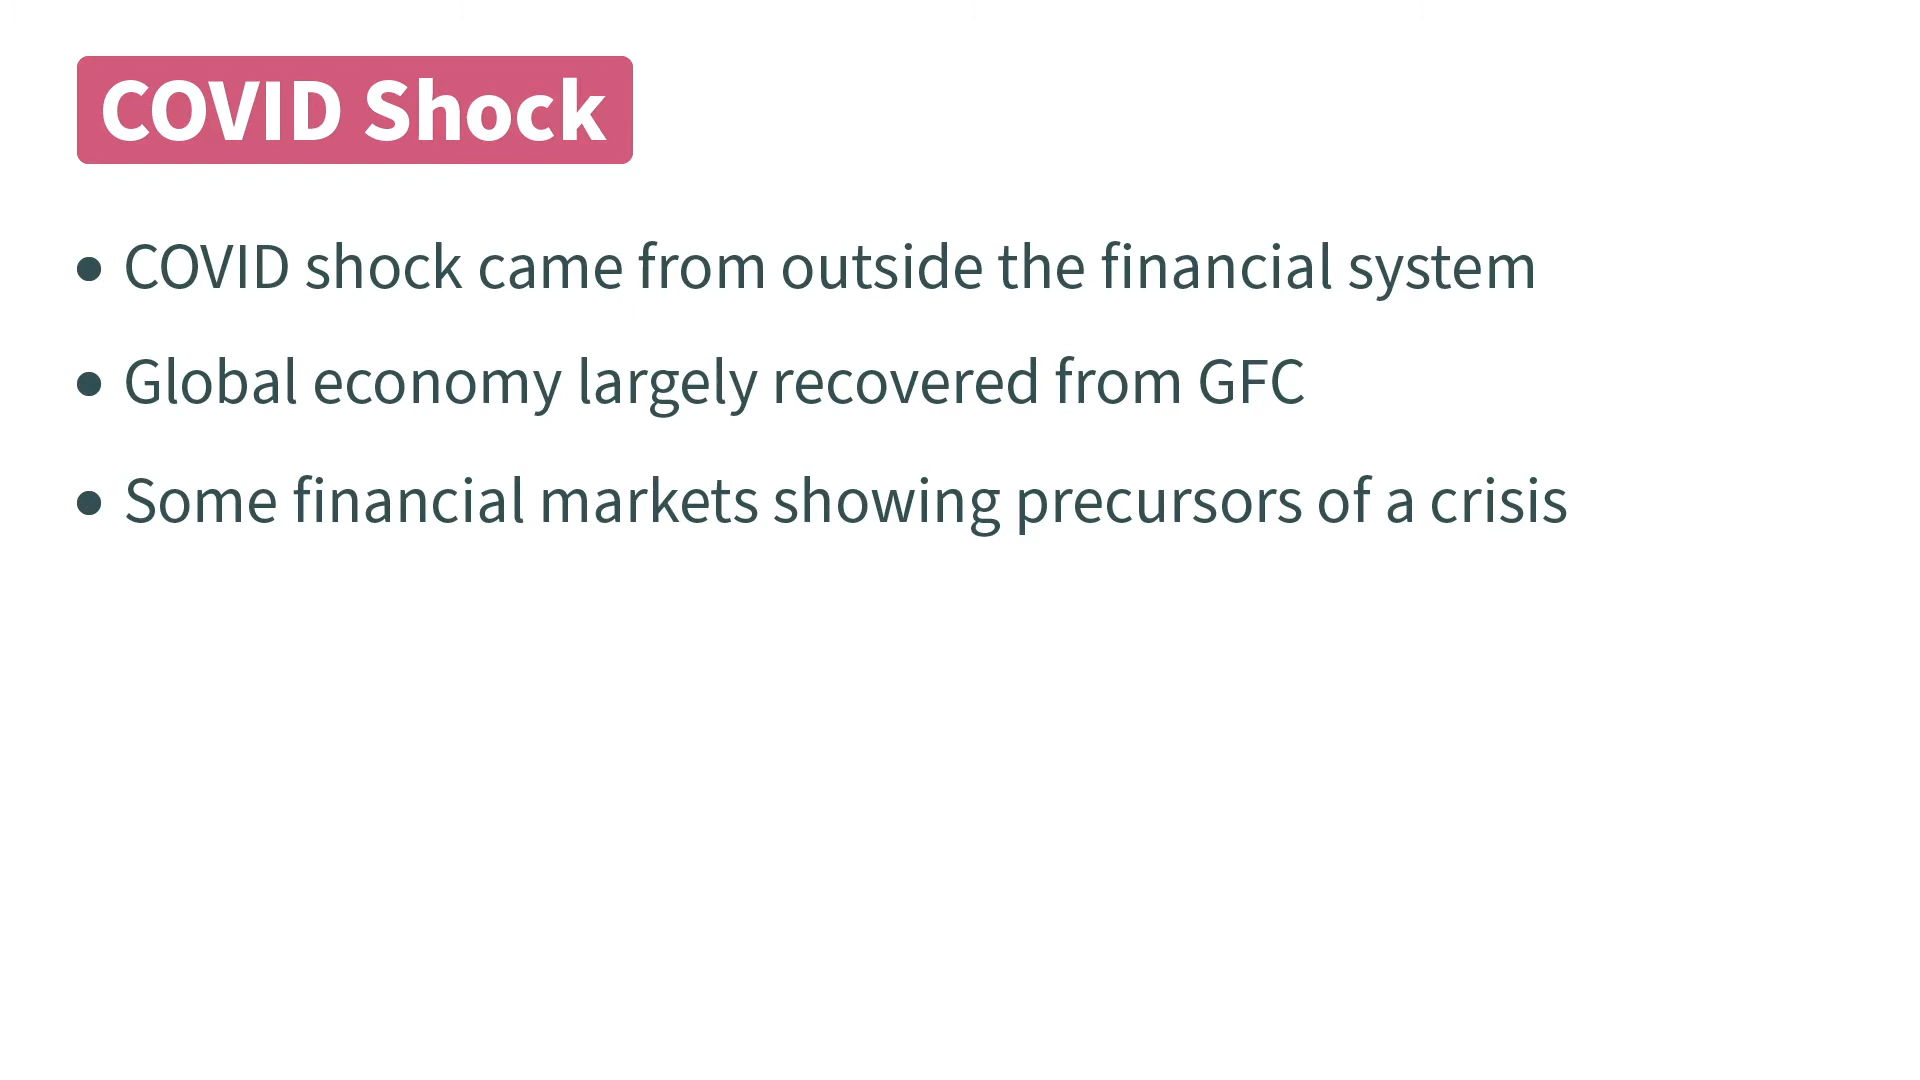 COVID Shock
• COVID shock came from outside the financial system
• Global economy largely recovered from GFC
• Some financial markets showing precursors of a crisis